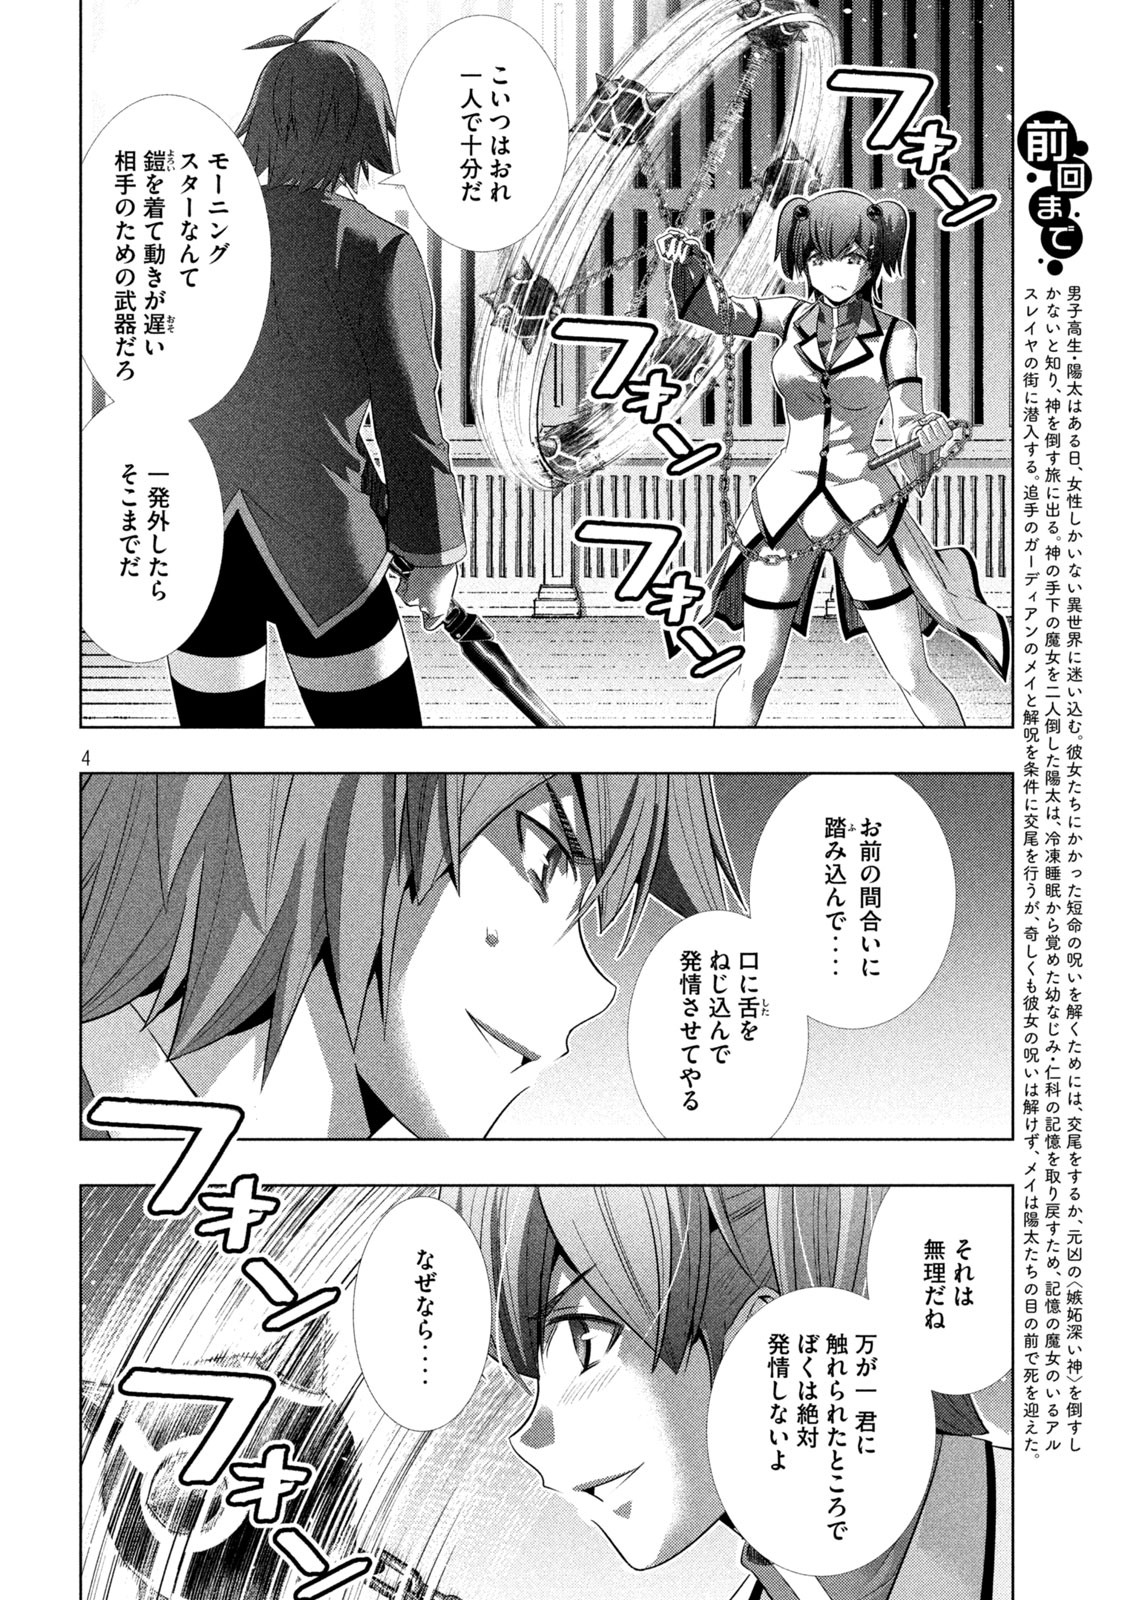 前回まで
男子高生・陽太はある日、女性しかいない異世界に迷い込む。彼女たちにかかった短命の呪いを解くためには、交尾をするか、元凶の〈嫉妬深い神〉を倒すし
かないと知り、神を倒す旅に出る。神の手下の魔女を二人倒した陽太は、冷凍睡眠から覚めた幼なじみ・仁科の記憶を取り戻すため、記憶の魔女のいるアル
スレイヤの街に潜入する。追手のガーディアンのメイと解呪を条件に交尾を行うが、奇しくも彼女の呪いは解けず、メイは陽太たちの目の前で死を迎えた。
フォン
こいつはおれ
一人で十分だ
フォン
モーニング
スターなんて
鎧を着て動きが遅い
相手のための武器だろ
よろい
おそ
一発外したら
そこまでだ
4
お前の間合いに
踏み込んで‥‥
ふ
口に舌を
ねじ込んで
発情させてやる
した
それは
無理だね
万が一 君に
触れられたところで
ぼくは絶対
発情しないよ
なぜなら‥‥
フォン
フォン